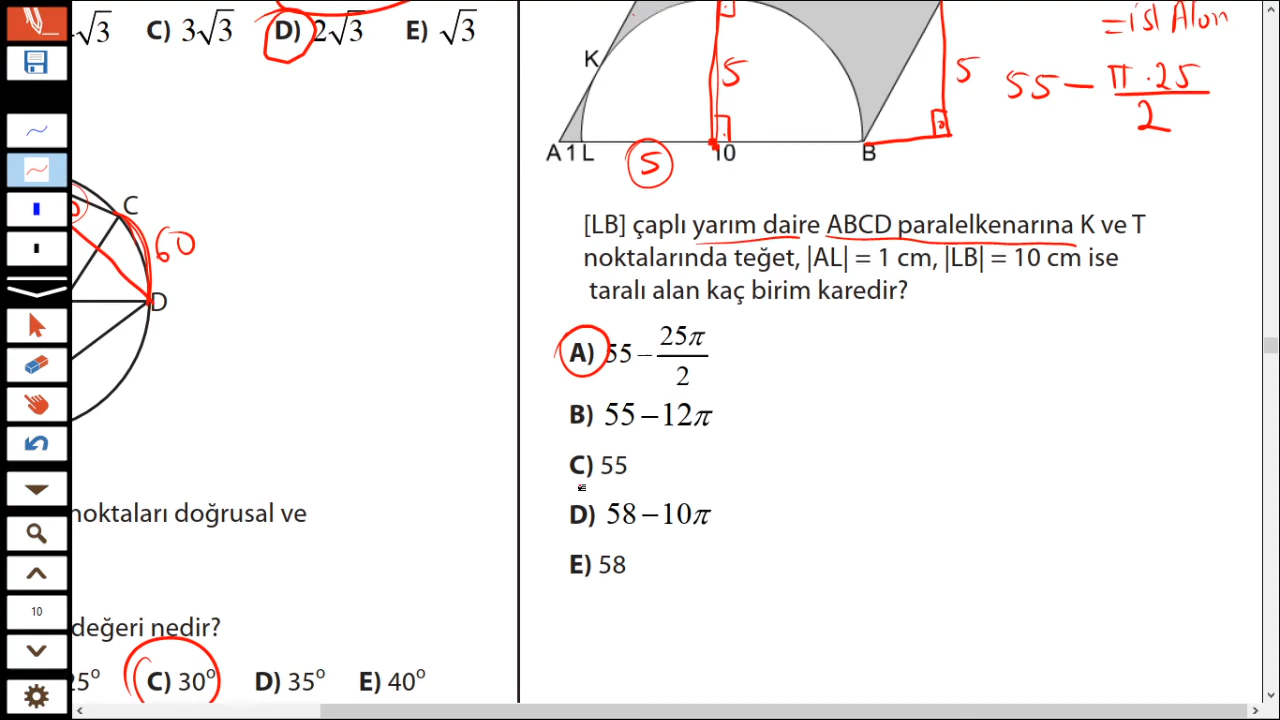 √3 C) 3√3 D) 2√3 E) √3
C
60
D
noktaları doğrusal ve
değeri nedir?
25° C) 30° D) 35° E) 40°
10
K
5
5
A 1 L 10 B
5
= ist Alan
55 − π·25/2
[LB] çaplı yarım daire ABCD paralelkenarına K ve T
noktalarında teğet, |AL| = 1 cm, |LB| = 10 cm ise
taralı alan kaç birim karedir?
A) 55 − 25π/2
B) 55 − 12π
C) 55
D) 58 − 10π
E) 58